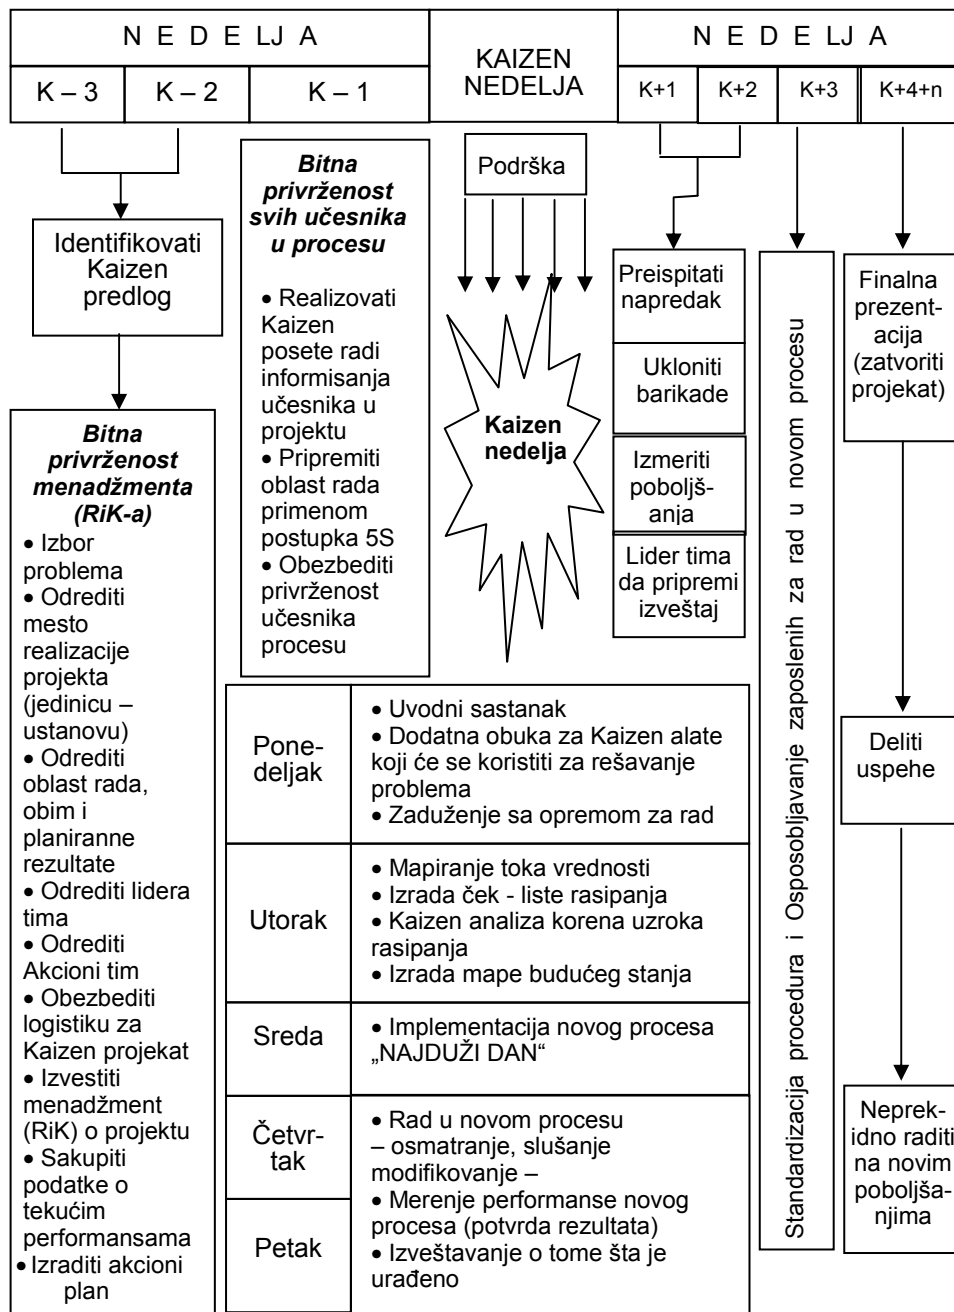 N E D E LJ A
KAIZEN
NEDELJA
N E D E LJ A
K – 3
K – 2
K – 1
K+1
K+2
K+3
K+4+n
Identifikovati
Kaizen
predlog
Bitna
privrženost
menadžmenta
(RiK-a)
• Izbor
problema
• Odrediti
mesto
realizacije
projekta
(jedinicu –
ustanovu)
• Odrediti
oblast rada,
obim i
planiranne
rezultate
• Odrediti lidera
tima
• Odrediti
Akcioni tim
• Obezbediti
logistiku za
Kaizen projekat
• Izvestiti
menadžment
(RiK) o projektu
• Sakupiti
podatke o
tekućim
performansama
• Izraditi akcioni
plan
Bitna
privrženost
svih učesnika
u procesu
• Realizovati
Kaizen
posete radi
informisanja
učesnika u
projektu
• Pripremiti
oblast rada
primenom
postupka 5S
• Obezbediti
privrženost
učesnika
procesu
Podrška
Kaizen
nedelja
Pone-
deljak
• Uvodni sastanak
• Dodatna obuka za Kaizen alate
koji će se koristiti za rešavanje
problema
• Zaduženje sa opremom za rad
Utorak
• Mapiranje toka vrednosti
• Izrada ček - liste rasipanja
• Kaizen analiza korena uzroka
rasipanja
• Izrada mape budućeg stanja
Sreda
• Implementacija novog procesa
„NAJDUŽI DAN“
Četvr-
tak
Petak
• Rad u novom procesu
– osmatranje, slušanje
modifikovanje –
• Merenje performanse novog
procesa (potvrda rezultata)
• Izveštavanje o tome šta je
urađeno
Preispitati
napredak
Ukloniti
barikade
Izmeriti
poboljš-
anja
Lider tima
da pripremi
izveštaj
Standardizacija procedura i Osposobljavanje zaposlenih za rad u novom procesu
Finalna
prezent-
acija
(zatvoriti
projekat)
Deliti
uspehe
Neprek-
idno raditi
na novim
poboljša-
njima